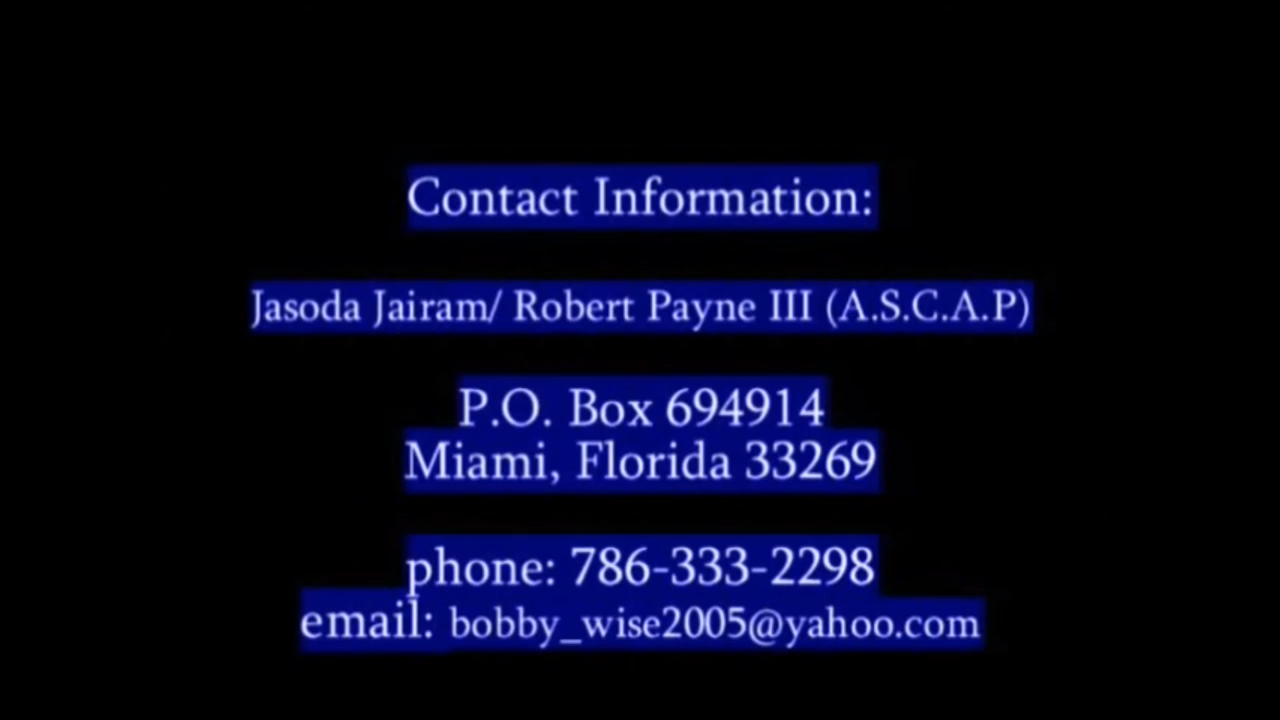 Contact Information:
Jasoda Jairam/ Robert Payne III (A.S.C.A.P)
P.O. Box 694914
Miami, Florida 33269
phone: 786-333-2298
email: bobby_wise2005@yahoo.com